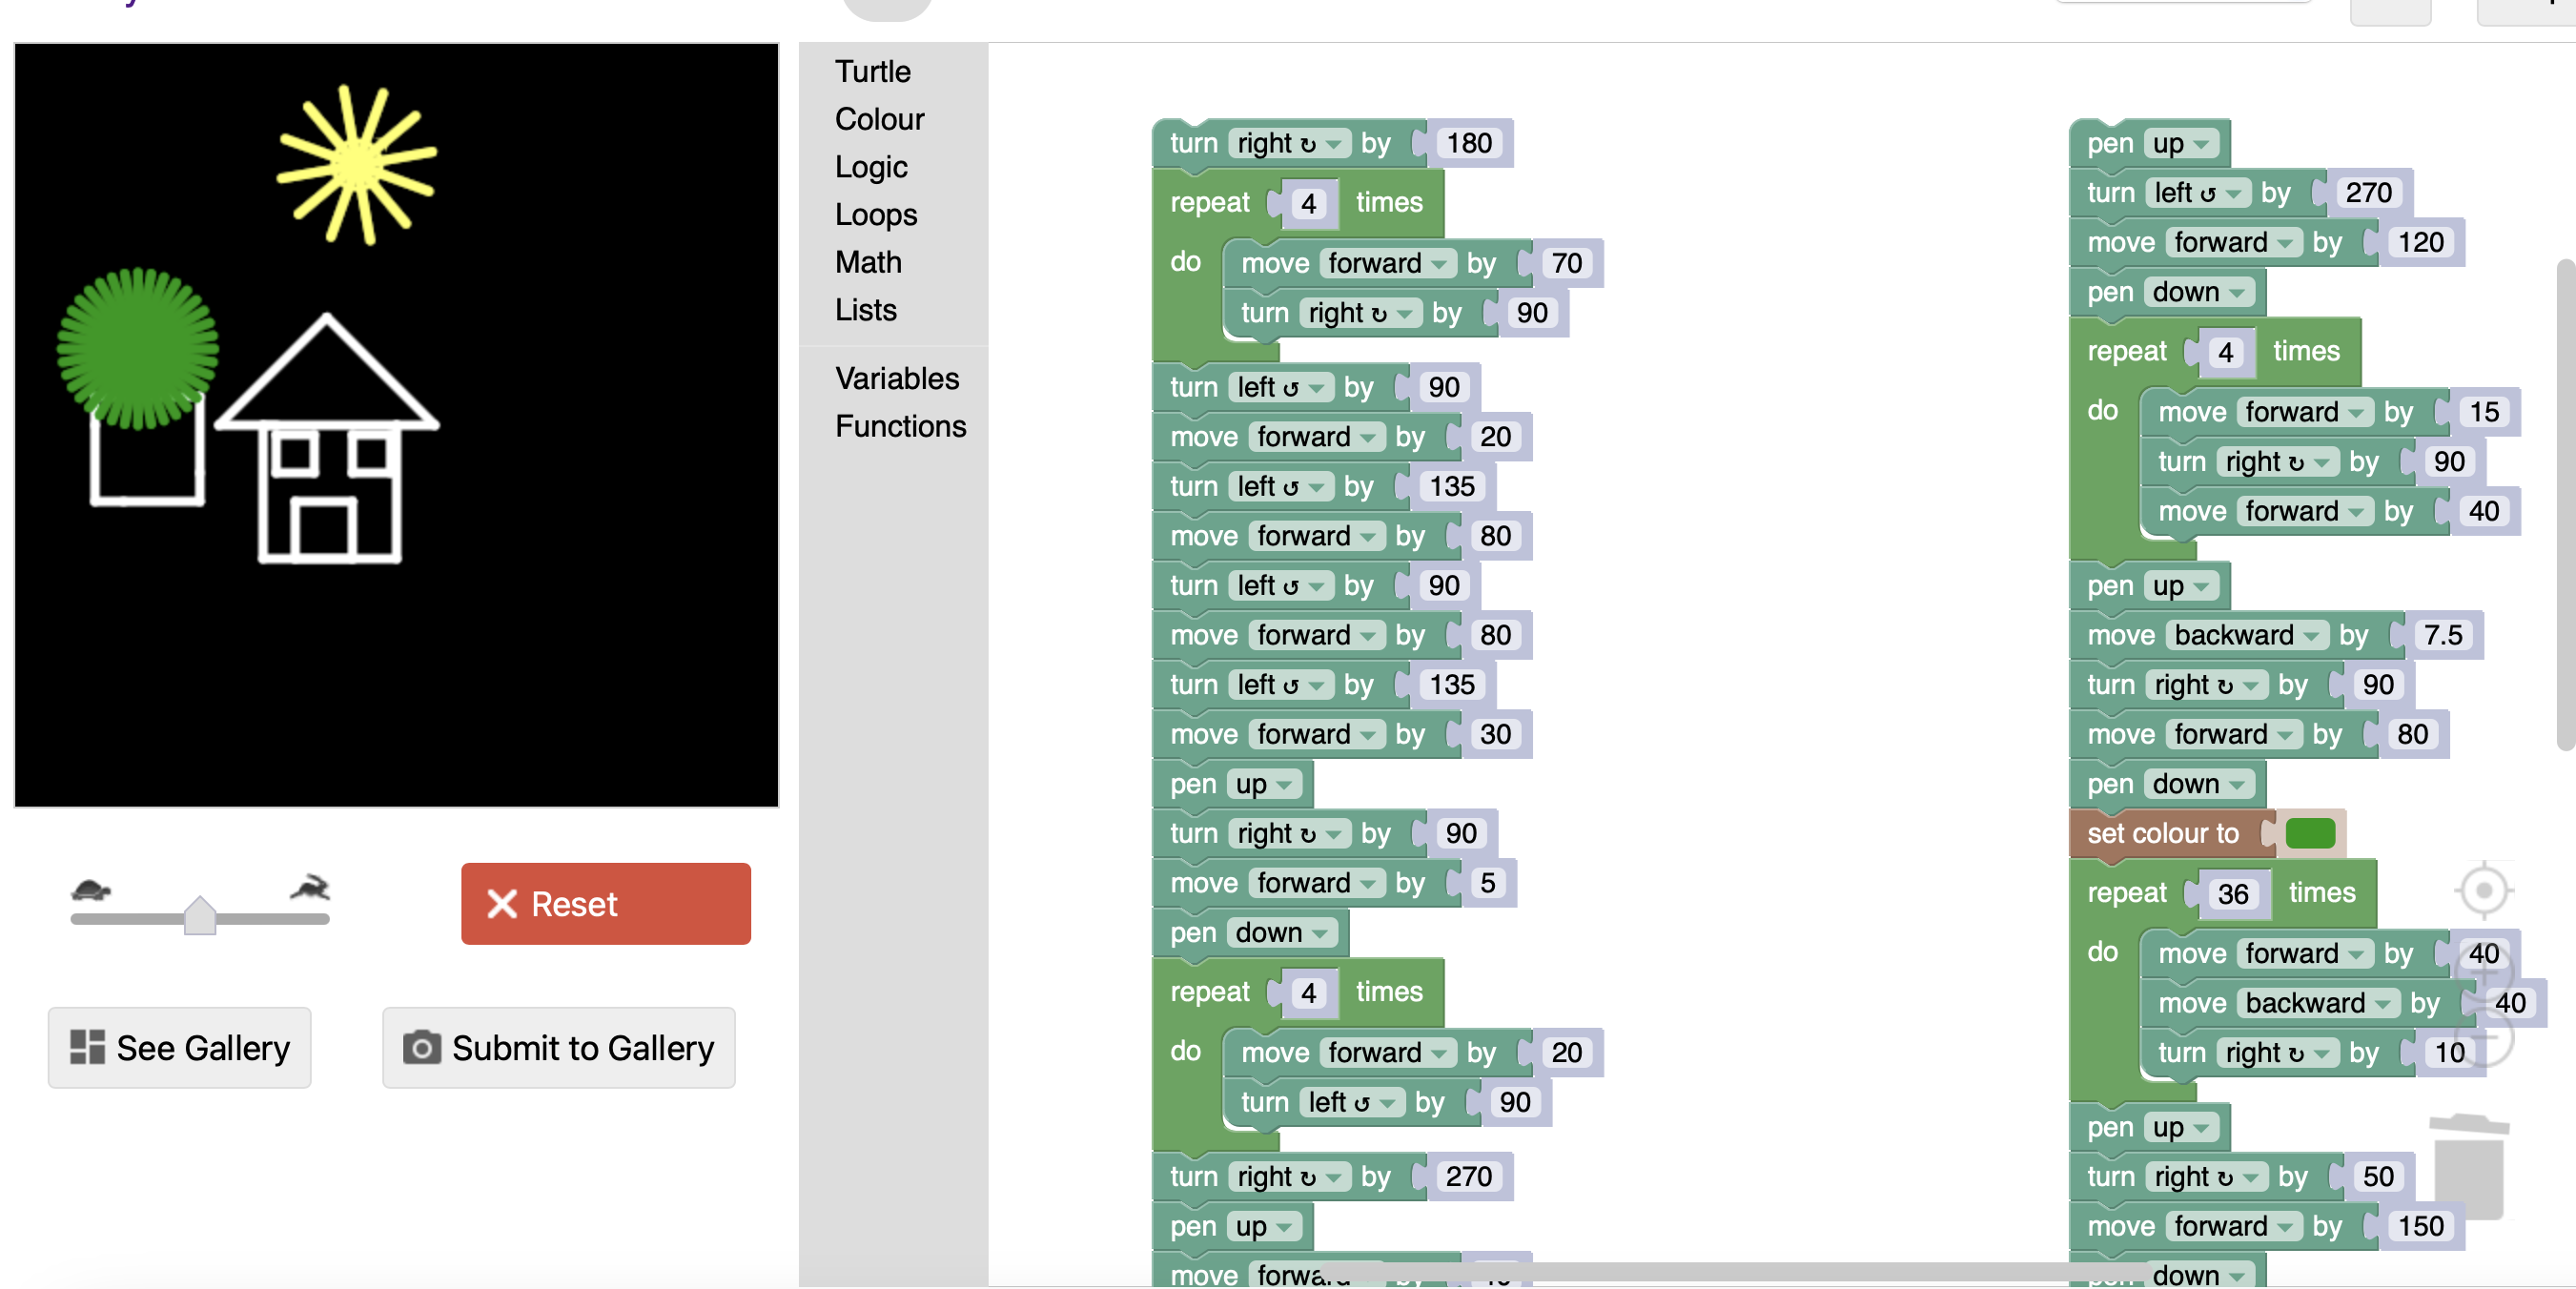 Turtle
Colour
Logic
Loops
Math
Lists
Variables
Functions
turn right ↻ by 180
repeat 4 times
do move forward by 70
turn right ↻ by 90
turn left ↺ by 90
move forward by 20
turn left ↺ by 135
move forward by 80
turn left ↺ by 90
move forward by 80
turn left ↺ by 135
move forward by 30
pen up
turn right ↻ by 90
move forward by 5
pen down
repeat 4 times
do move forward by 20
turn left ↺ by 90
turn right ↻ by 270
pen up
move forward by
pen up
turn left ↺ by 270
move forward by 120
pen down
repeat 4 times
do move forward by 15
turn right ↻ by 90
move forward by 40
pen up
move backward by 7.5
turn right ↻ by 90
move forward by 80
pen down
set colour to
repeat 36 times
do move forward by 40
move backward by 40
turn right ↻ by 10
pen up
turn right ↻ by 50
move forward by 150
pen down
Reset
See Gallery
Submit to Gallery